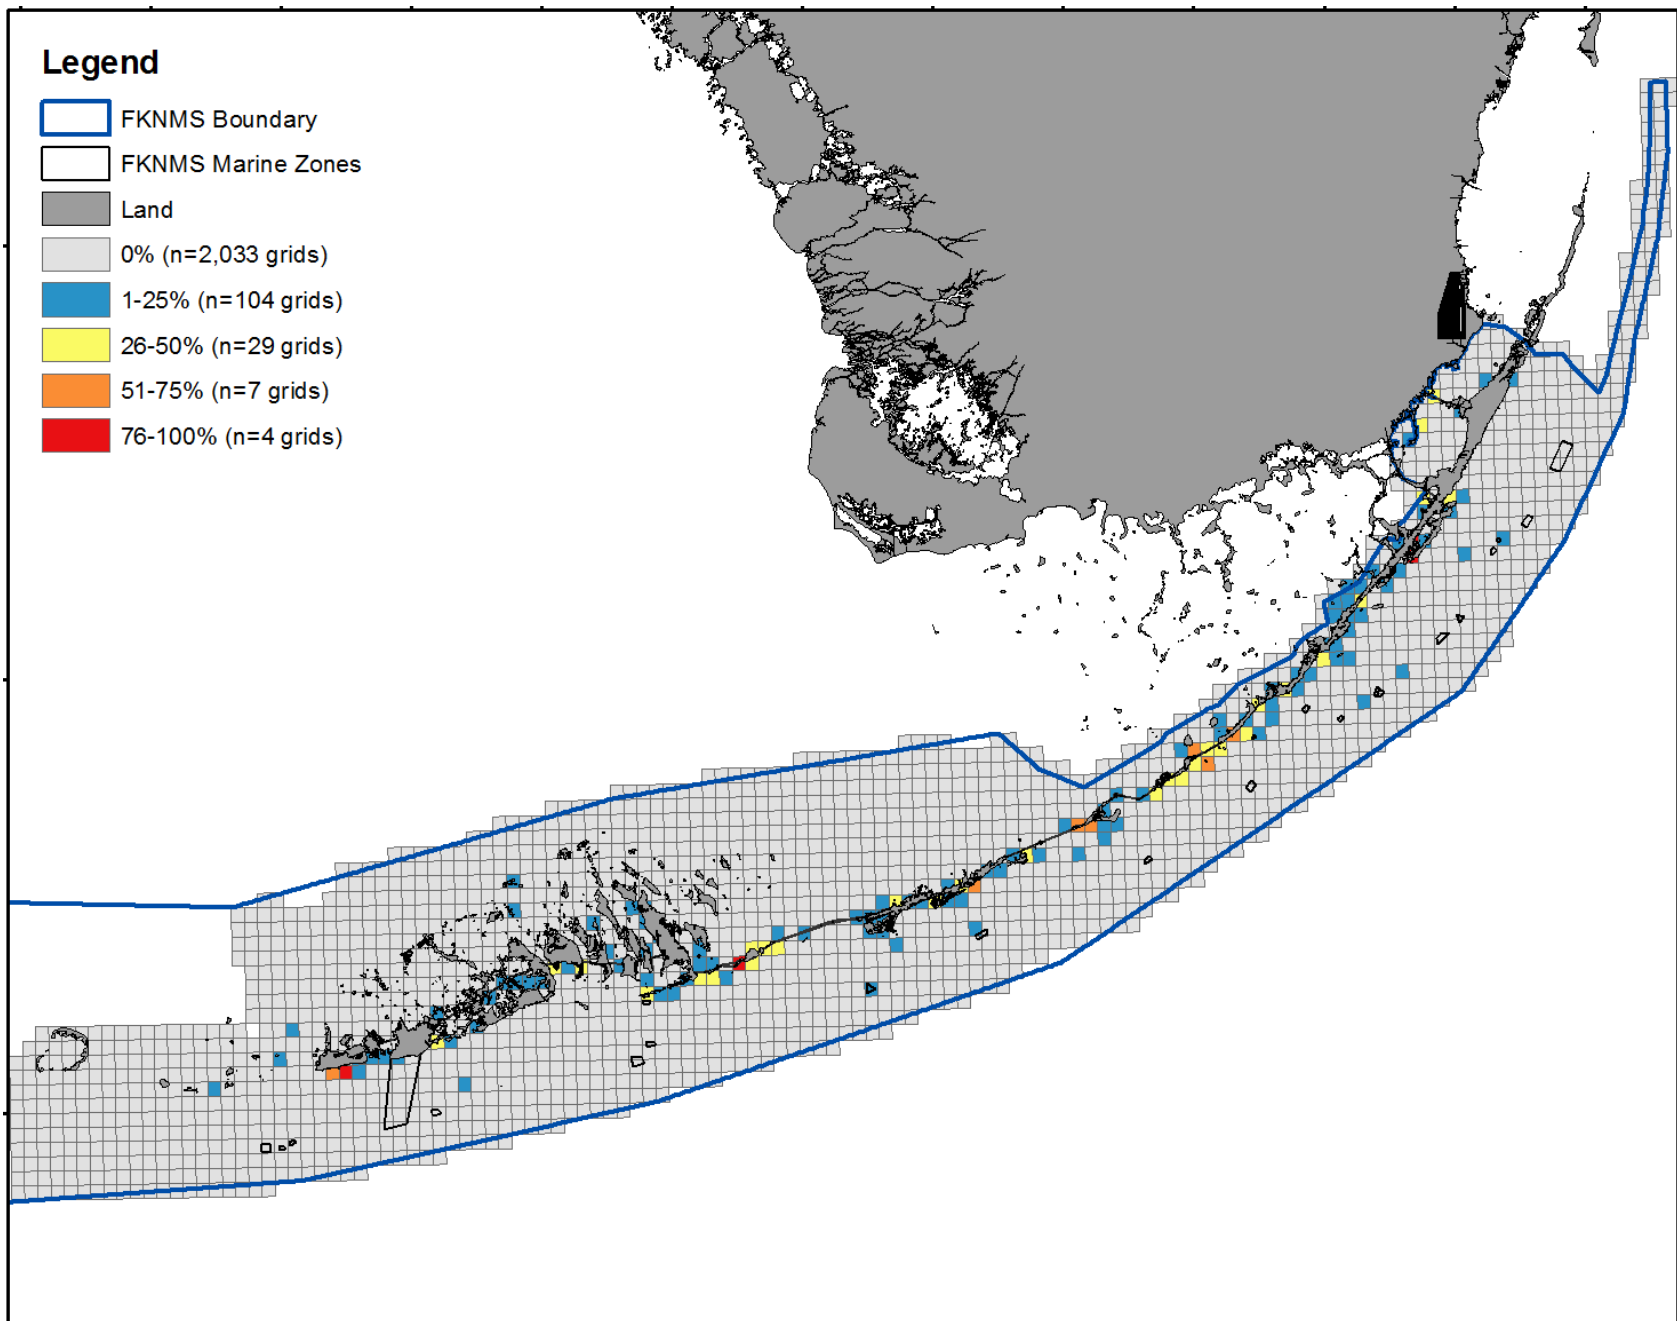 Legend
FKNMS Boundary
FKNMS Marine Zones
Land
0% (n=2,033 grids)
1-25% (n=104 grids)
26-50% (n=29 grids)
51-75% (n=7 grids)
76-100% (n=4 grids)